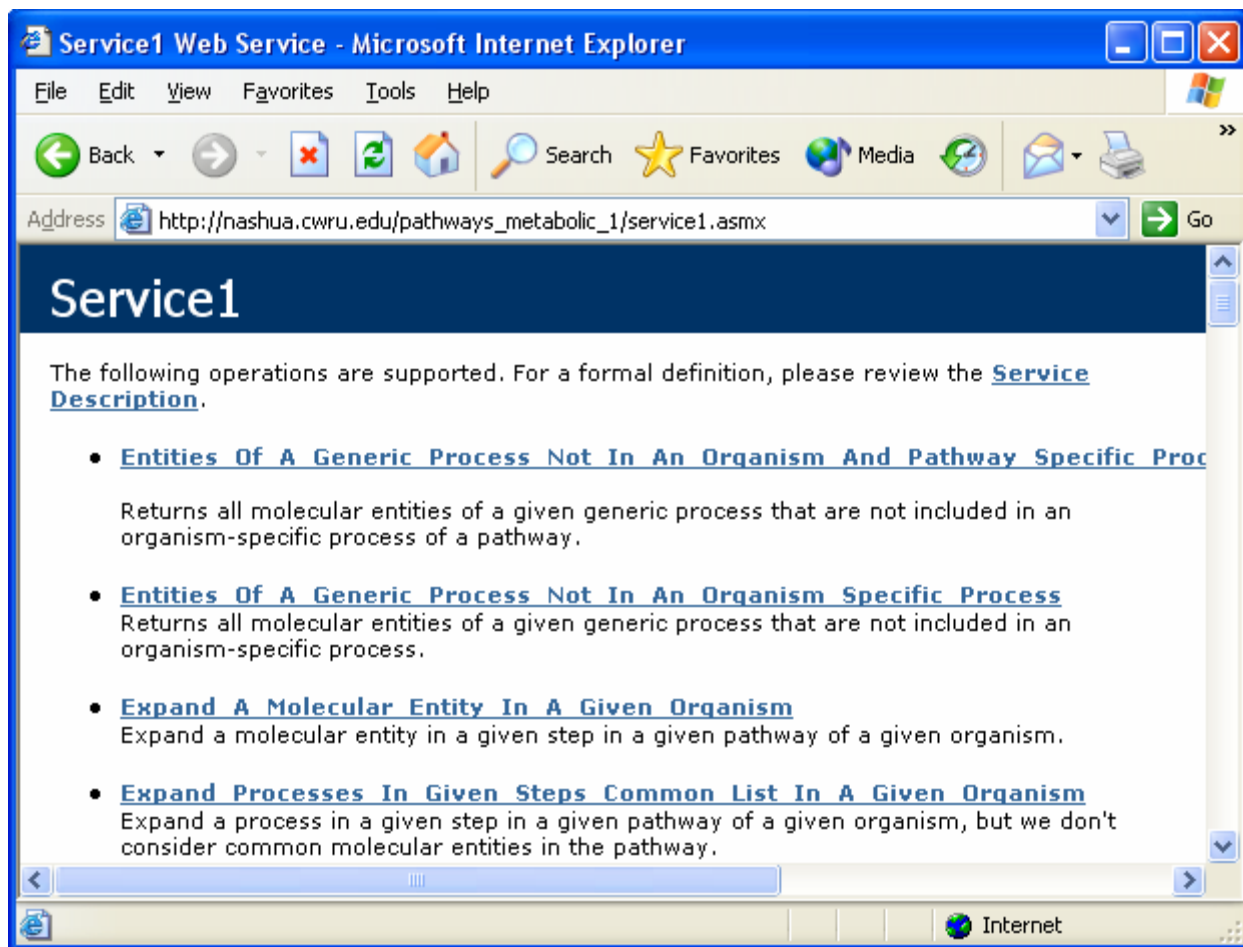 Service1 Web Service - Microsoft Internet Explorer
File Edit View Favorites Tools Help
Back Search Favorites Media »
Address http://nashua.cwru.edu/pathways_metabolic_1/service1.asmx Go
Service1
The following operations are supported. For a formal definition, please review the Service
Description.
• Entities Of A Generic Process Not In An Organism And Pathway Specific Proc
Returns all molecular entities of a given generic process that are not included in an
organism-specific process of a pathway.
• Entities Of A Generic Process Not In An Organism Specific Process
Returns all molecular entities of a given generic process that are not included in an
organism-specific process.
• Expand A Molecular Entity In A Given Organism
Expand a molecular entity in a given step in a given pathway of a given organism.
• Expand Processes In Given Steps Common List In A Given Organism
Expand a process in a given step in a given pathway of a given organism, but we don't
consider common molecular entities in the pathway.
Internet